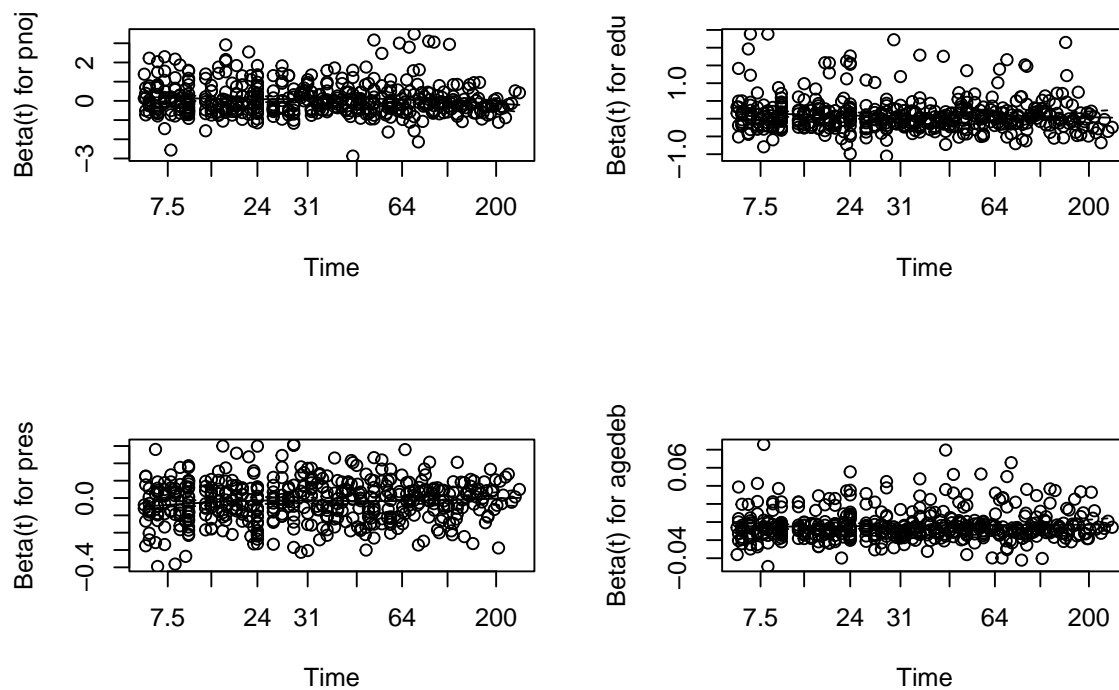 Beta(t) for pnoj
2
0
−3
7.5 24 31 64 200
Time
Beta(t) for edu
1.0
−1.0
7.5 24 31 64 200
Time
Beta(t) for pres
0.0
−0.4
7.5 24 31 64 200
Time
Beta(t) for agedeb
0.06
−0.04
7.5 24 31 64 200
Time